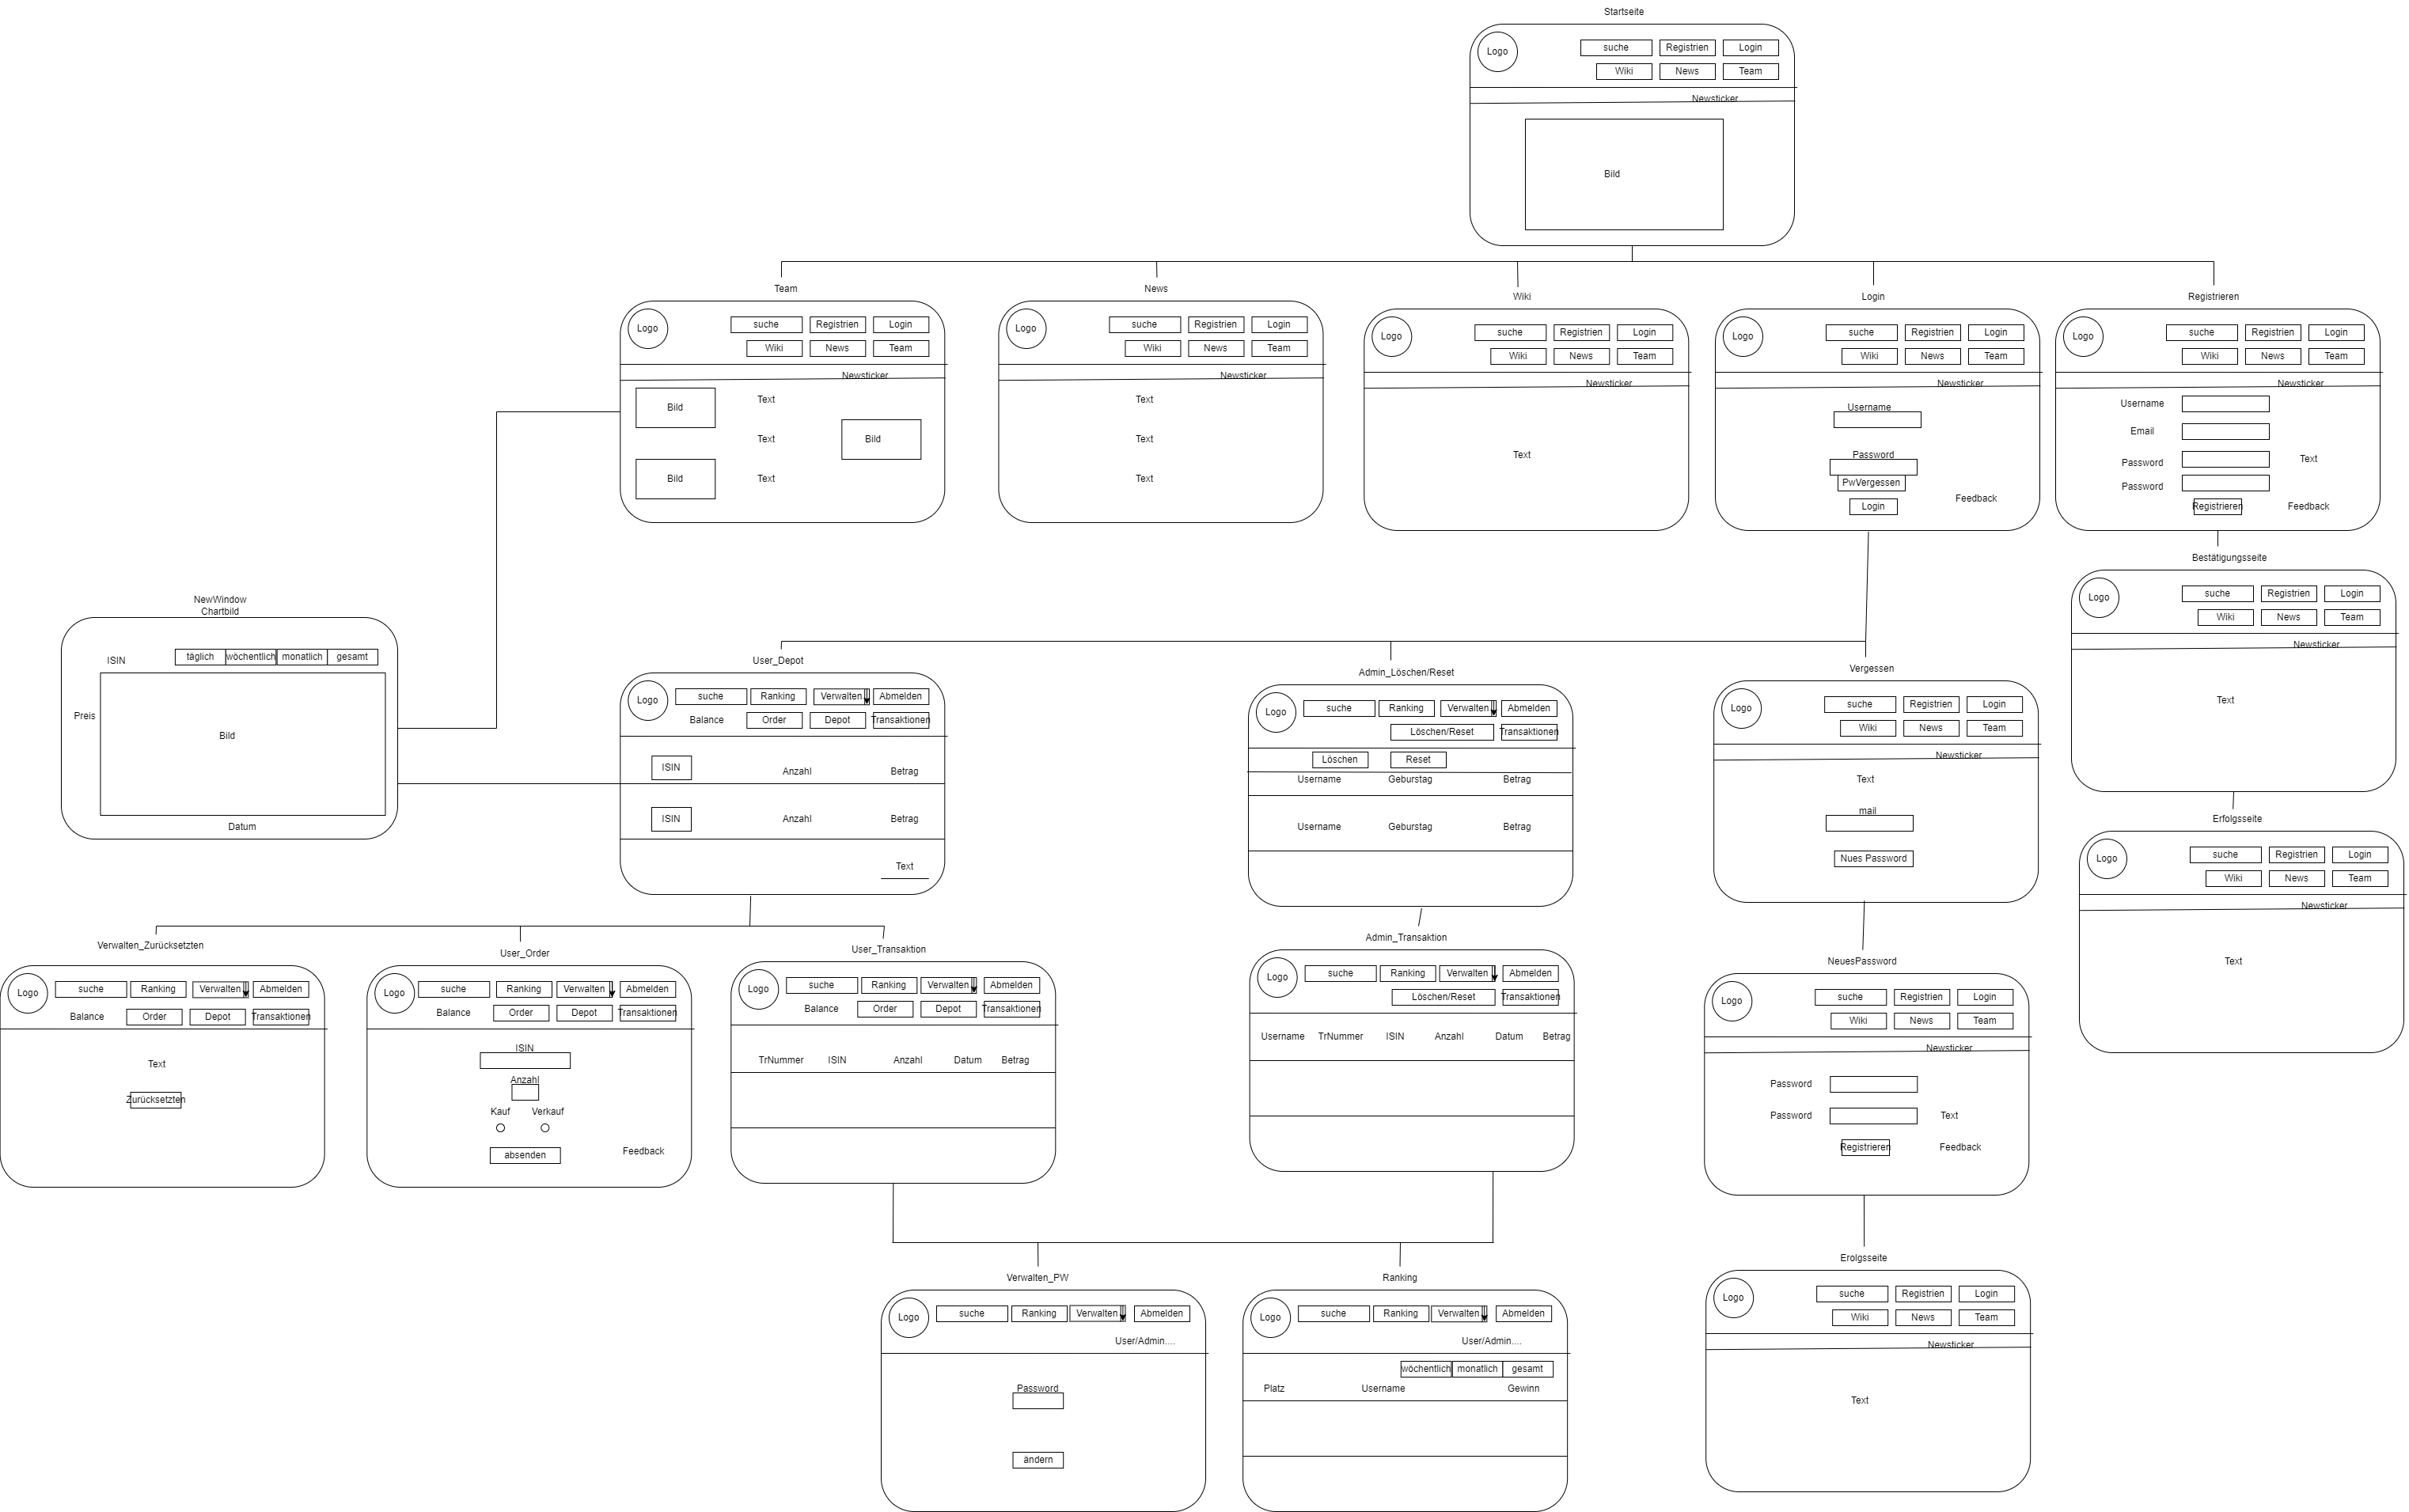 Startseite
Logo
suche
Registrien
Login
Wiki
News
Team
Newsticker
Bild
Team
Logo
suche
Registrien
Login
Wiki
News
Team
Newsticker
Bild
Text
Text
Bild
Bild
Text
News
Logo
suche
Registrien
Login
Wiki
News
Team
Newsticker
Text
Text
Text
Wiki
Logo
suche
Registrien
Login
Wiki
News
Team
Newsticker
Text
Login
Logo
suche
Registrien
Login
Wiki
News
Team
Newsticker
Username
Password
PwVergessen
Login
Feedback
Registrieren
Logo
suche
Registrien
Login
Wiki
News
Team
Newsticker
Username
Email
Password
Text
Password
Registrieren
Feedback
Bestätigungsseite
Logo
suche
Registrien
Login
Wiki
News
Team
Newsticker
Text
NewWindow
Chartbild
ISIN
täglich
wöchentlich
monatlich
gesamt
Preis
Bild
Datum
User_Depot
Logo
suche
Ranking
Verwalten
Abmelden
Balance
Order
Depot
Transaktionen
ISIN
Anzahl
Betrag
ISIN
Anzahl
Betrag
Text
Admin_Löschen/Reset
Logo
suche
Ranking
Verwalten
Abmelden
Löschen/Reset
Transaktionen
Löschen
Reset
Username
Geburstag
Betrag
Username
Geburstag
Betrag
Vergessen
Logo
suche
Registrien
Login
Wiki
News
Team
Newsticker
Text
mail
Nues Password
Erfolgsseite
Logo
suche
Registrien
Login
Wiki
News
Team
Newsticker
Text
Verwalten_Zurücksetzten
Logo
suche
Ranking
Verwalten
Abmelden
Balance
Order
Depot
Transaktionen
Text
Zurücksetzten
User_Order
Logo
suche
Ranking
Verwalten
Abmelden
Balance
Order
Depot
Transaktionen
ISIN
Anzahl
Kauf
Verkauf
absenden
Feedback
User_Transaktion
Logo
suche
Ranking
Verwalten
Abmelden
Balance
Order
Depot
Transaktionen
TrNummer
ISIN
Anzahl
Datum
Betrag
Admin_Transaktion
Logo
suche
Ranking
Verwalten
Abmelden
Löschen/Reset
Transaktionen
Username
TrNummer
ISIN
Anzahl
Datum
Betrag
NeuesPassword
Logo
suche
Registrien
Login
Wiki
News
Team
Newsticker
Password
Password
Text
Registrieren
Feedback
Verwalten_PW
Logo
suche
Ranking
Verwalten
Abmelden
User/Admin....
Password
ändern
Ranking
Logo
suche
Ranking
Verwalten
Abmelden
User/Admin....
wöchentlich
monatlich
gesamt
Platz
Username
Gewinn
Erolgsseite
Logo
suche
Registrien
Login
Wiki
News
Team
Newsticker
Text